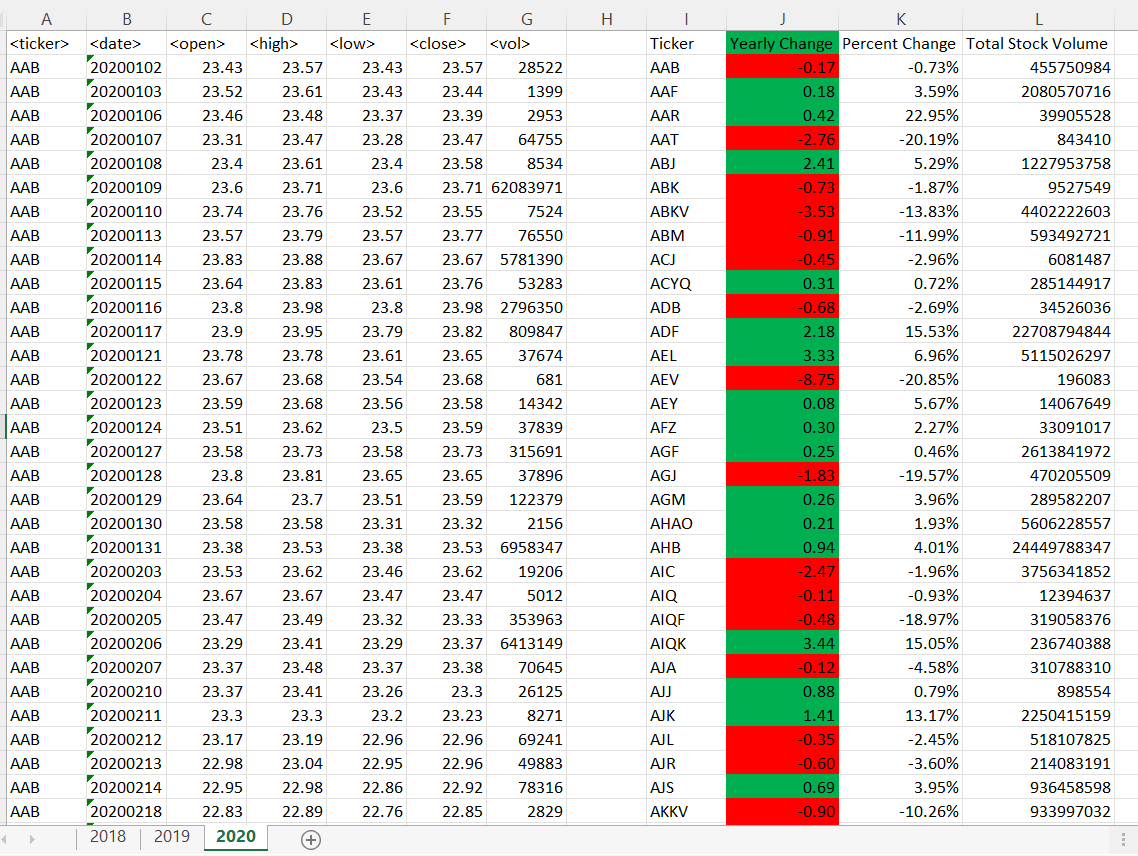 A B C D E F G H I J K L
<ticker> <date> <open> <high> <low> <close> <vol> Ticker Yearly Change Percent Change Total Stock Volume
AAB 20200102 23.43 23.57 23.43 23.57 28522 AAB -0.17 -0.73% 455750984
AAB 20200103 23.52 23.61 23.43 23.44 1399 AAF 0.18 3.59% 2080570716
AAB 20200106 23.46 23.48 23.37 23.39 2953 AAR 0.42 22.95% 39905528
AAB 20200107 23.31 23.47 23.28 23.47 64755 AAT -2.76 -20.19% 843410
AAB 20200108 23.4 23.61 23.4 23.58 8534 ABJ 2.41 5.29% 1227953758
AAB 20200109 23.6 23.71 23.6 23.71 62083971 ABK -0.73 -1.87% 9527549
AAB 20200110 23.74 23.76 23.52 23.55 7524 ABKV -3.53 -13.83% 4402222603
AAB 20200113 23.57 23.79 23.57 23.77 76550 ABM -0.91 -11.99% 593492721
AAB 20200114 23.83 23.88 23.67 23.67 5781390 ACJ -0.45 -2.96% 6081487
AAB 20200115 23.64 23.83 23.61 23.76 53283 ACYQ 0.31 0.72% 285144917
AAB 20200116 23.8 23.98 23.8 23.98 2796350 ADB -0.68 -2.69% 34526036
AAB 20200117 23.9 23.95 23.79 23.82 809847 ADF 2.18 15.53% 22708794844
AAB 20200121 23.78 23.78 23.61 23.65 37674 AEL 3.33 6.96% 5115026297
AAB 20200122 23.67 23.68 23.54 23.68 681 AEV -8.75 -20.85% 196083
AAB 20200123 23.59 23.68 23.56 23.58 14342 AEY 0.08 5.67% 14067649
AAB 20200124 23.51 23.62 23.5 23.59 37839 AFZ 0.30 2.27% 33091017
AAB 20200127 23.58 23.73 23.58 23.73 315691 AGF 0.25 0.46% 2613841972
AAB 20200128 23.8 23.81 23.65 23.65 37896 AGJ -1.83 -19.57% 470205509
AAB 20200129 23.64 23.7 23.51 23.59 122379 AGM 0.26 3.96% 289582207
AAB 20200130 23.58 23.58 23.31 23.32 2156 AHAO 0.21 1.93% 5606228557
AAB 20200131 23.38 23.53 23.38 23.53 6958347 AHB 0.94 4.01% 24449788347
AAB 20200203 23.53 23.62 23.46 23.62 19206 AIC -2.47 -1.96% 3756341852
AAB 20200204 23.67 23.67 23.47 23.47 5012 AIQ -0.11 -0.93% 12394637
AAB 20200205 23.47 23.49 23.32 23.33 353963 AIQF -0.48 -18.97% 319058376
AAB 20200206 23.29 23.41 23.29 23.37 6413149 AIQK 3.44 15.05% 236740388
AAB 20200207 23.37 23.48 23.37 23.38 70645 AJA -0.12 -4.58% 310788310
AAB 20200210 23.37 23.41 23.26 23.3 26125 AJJ 0.88 0.79% 898554
AAB 20200211 23.3 23.3 23.2 23.23 8271 AJK 1.41 13.17% 2250415159
AAB 20200212 23.17 23.19 22.96 22.96 69241 AJL -0.35 -2.45% 518107825
AAB 20200213 22.98 23.04 22.95 22.96 49883 AJR -0.60 -3.60% 214083191
AAB 20200214 22.95 22.98 22.86 22.92 78316 AJS 0.69 3.95% 936458598
AAB 20200218 22.83 22.89 22.76 22.85 2829 AKKV -0.90 -10.26% 933997032
2018 2019 2020